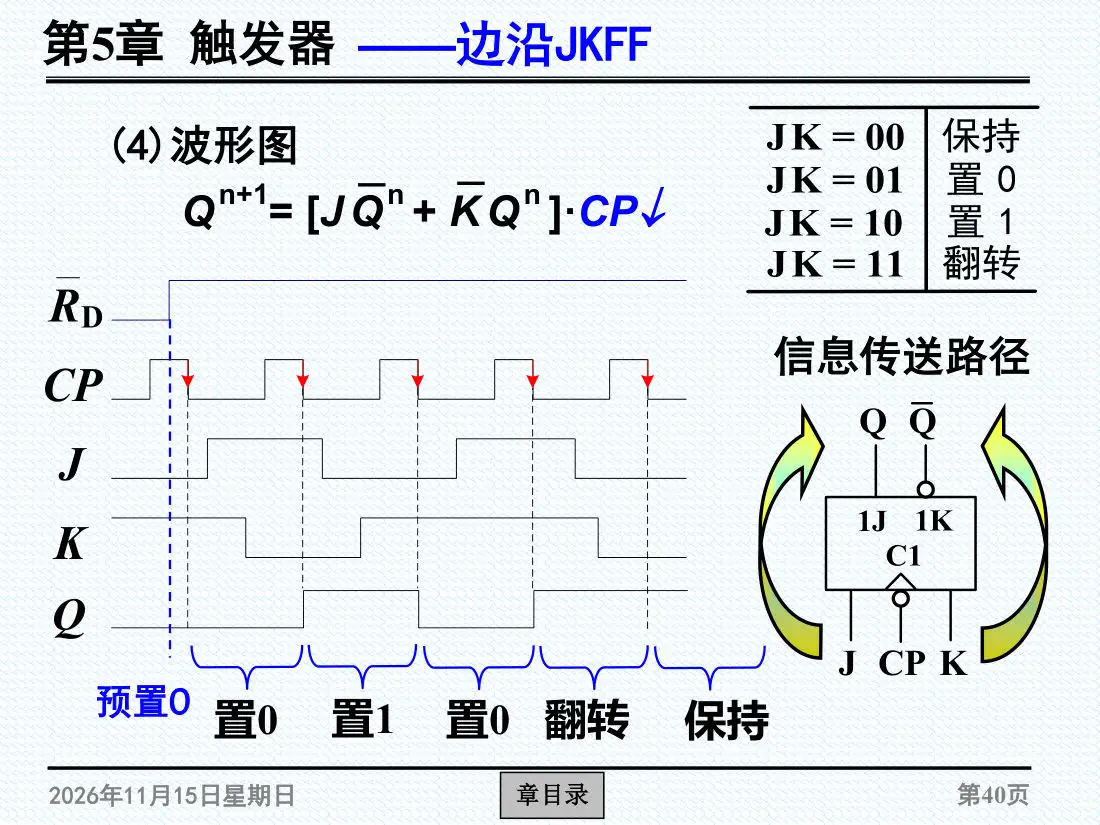 第5章 触发器 ——边沿JKFF
(4)波形图
Q^{n+1} = [J Q̅^n + K̅ Q^n]·CP↓
JK = 00 保持
JK = 01 置 0
JK = 10 置 1
JK = 11 翻转
R̅_D
CP
J
K
Q
预置0
置0 置1 置0 翻转 保持
信息传送路径
Q Q̅
1J 1K
C1
J CP K
2026年11月15日星期日 章目录 第40页